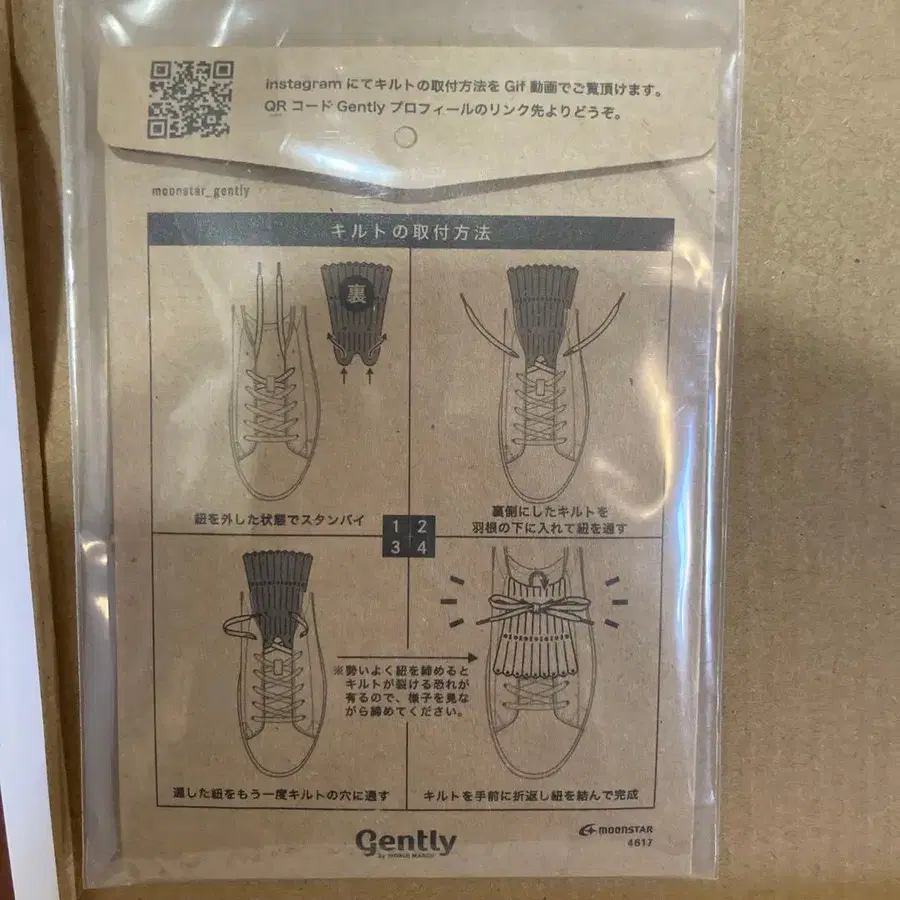 instagram にてキルトの取付方法を Gif 動画でご覧頂けます。
QR コード Gently プロフィールのリンク先よりどうぞ。
moonstar_gently
キルトの取付方法
裏
紐を外した状態でスタンバイ
裏側にしたキルトを
羽根の下に入れて紐を通す
1 2
3 4
※勢いよく紐を締めると
キルトが裂ける恐れが
有るので、様子を見な
がら締めてください。
通した紐をもう一度キルトの穴に通す
キルトを手前に折返し紐を結んで完成
gently
MOONSTAR
4617